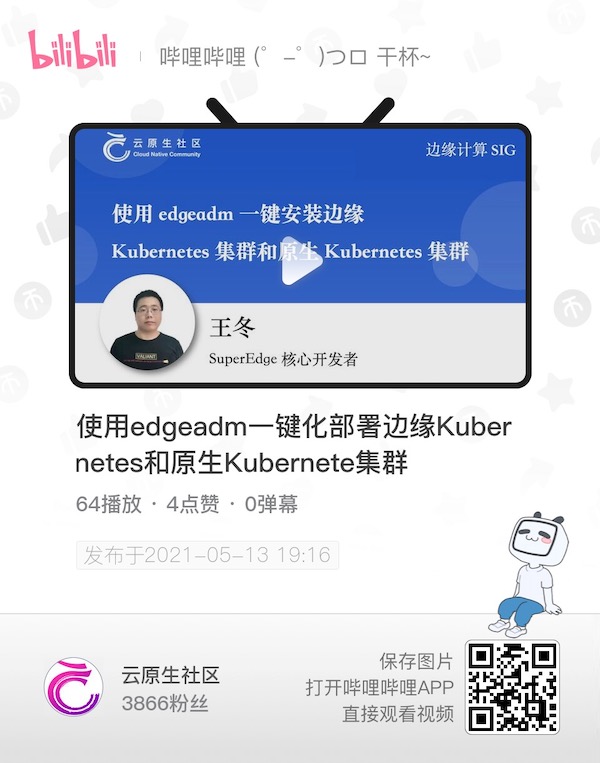 bilibili
哔哩哔哩 (゜-゜)つロ 干杯~
云原生社区
Cloud Native Community
边缘计算 SIG
使用 edgeadm 一键安装边缘
Kubernetes 集群和原生 Kubernetes 集群
YALIANT
王冬
SuperEdge 核心开发者
使用edgeadm一键化部署边缘Kuber
netes和原生Kubernete集群
64播放 · 4点赞 · 0弹幕
发布于2021-05-13 19:16
云原生社区
3866粉丝
保存图片
打开哔哩哔哩APP
直接观看视频